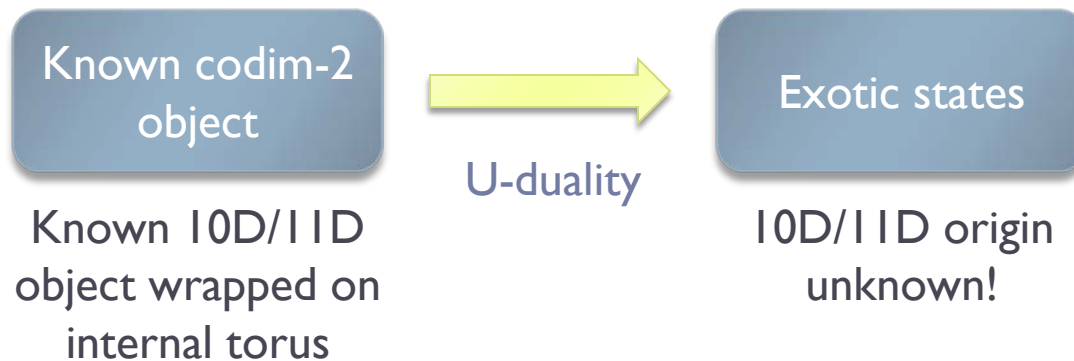 Known codim-2
object
U-duality
Exotic states
Known 10D/11D
object wrapped on
internal torus
10D/11D origin
unknown!